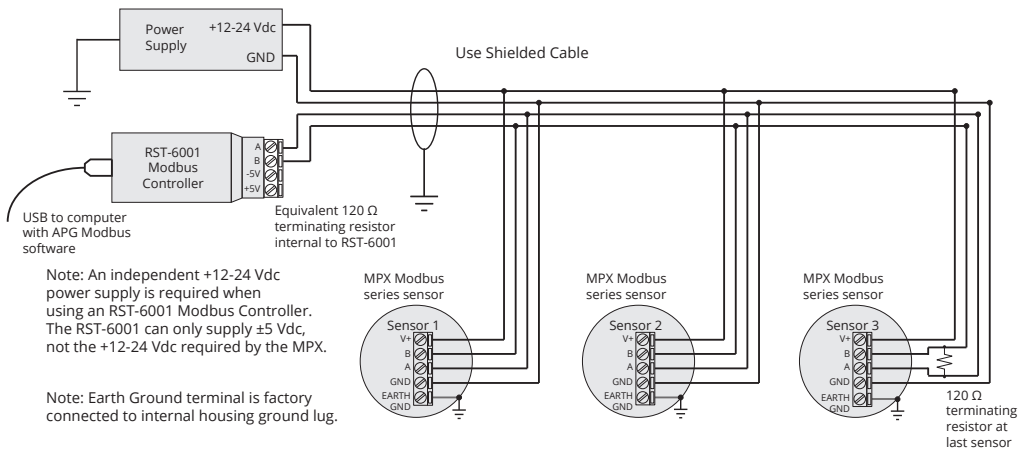 Power
Supply
+12-24 Vdc
GND
Use Shielded Cable
RST-6001
Modbus
Controller
A
B
-5V
+5V
USB to computer
with APG Modbus
software
Equivalent 120 Ω
terminating resistor
internal to RST-6001
Note: An independent +12-24 Vdc
power supply is required when
using an RST-6001 Modbus Controller.
The RST-6001 can only supply ±5 Vdc,
not the +12-24 Vdc required by the MPX.
Note: Earth Ground terminal is factory
connected to internal housing ground lug.
MPX Modbus
series sensor
Sensor 1
V+
B
A
GND
EARTH
GND
MPX Modbus
series sensor
Sensor 2
V+
B
A
GND
EARTH
GND
MPX Modbus
series sensor
Sensor 3
V+
B
A
GND
EARTH
GND
120 Ω
terminating
resistor at
last sensor